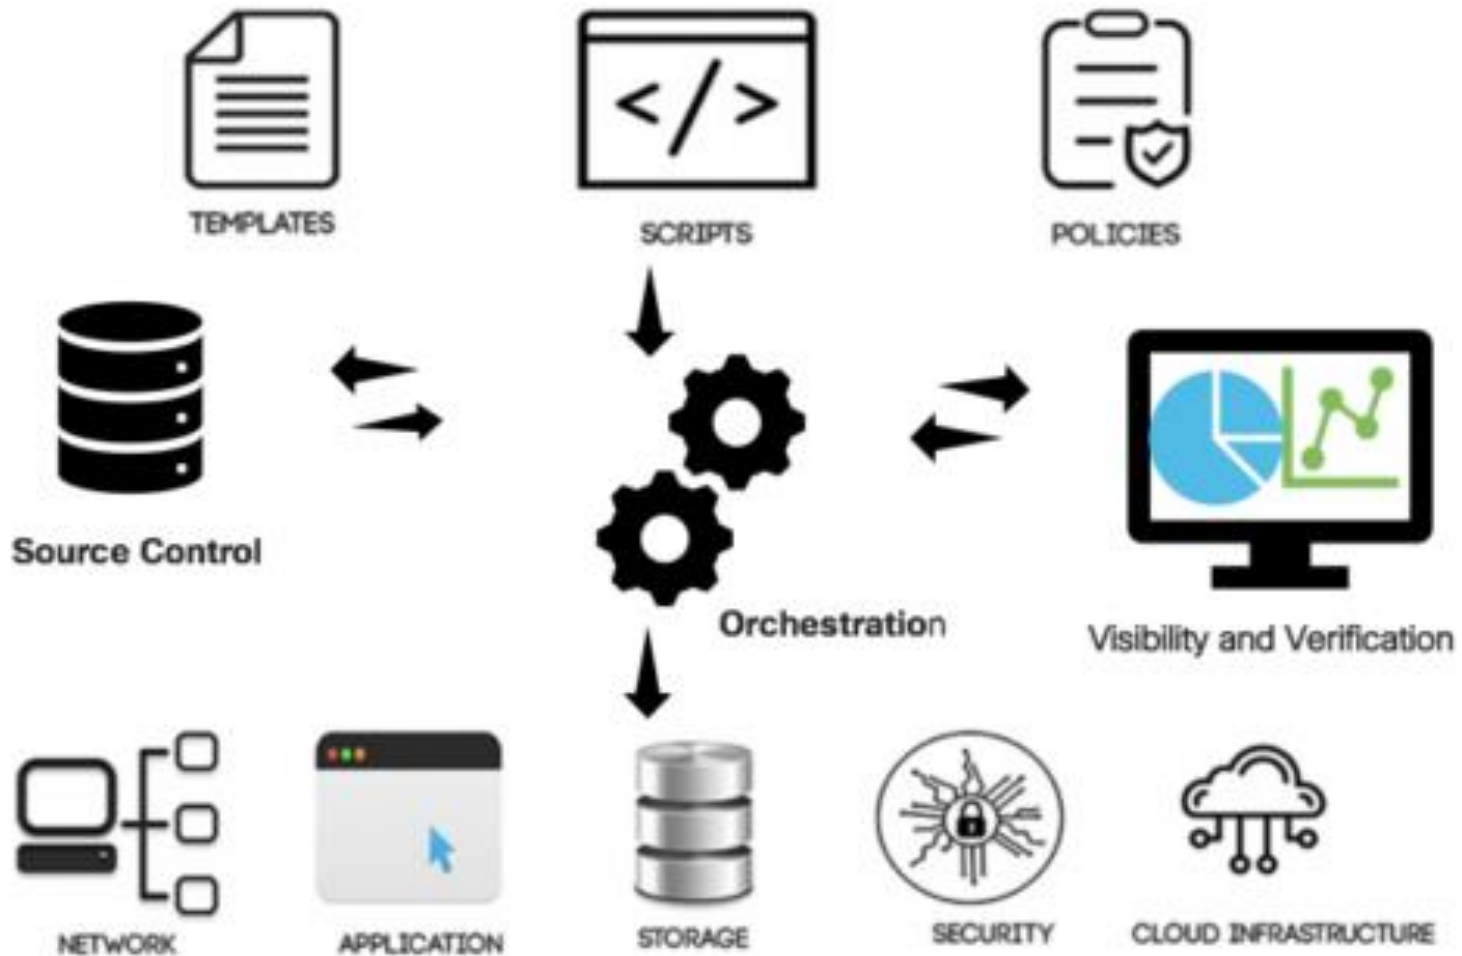 TEMPLATES
SCRIPTS
POLICIES
</>
Source Control
Orchestration
Visibility and Verification
NETWORK
APPLICATION
STORAGE
SECURITY
CLOUD INFRASTRUCTURE